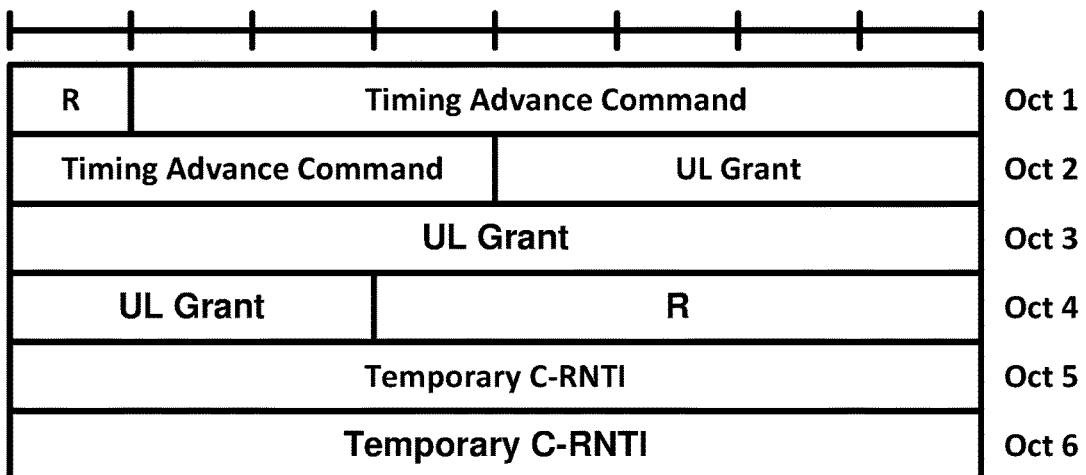 R Timing Advance Command Oct 1
Timing Advance Command UL Grant Oct 2
UL Grant Oct 3
UL Grant R Oct 4
Temporary C-RNTI Oct 5
Temporary C-RNTI Oct 6